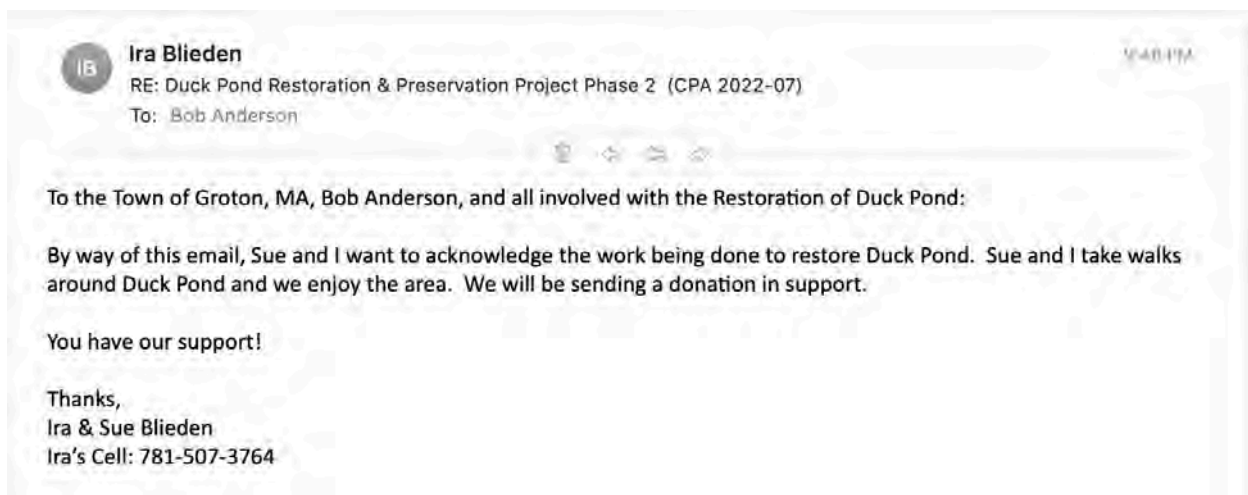 IB
Ira Blieden
RE: Duck Pond Restoration & Preservation Project Phase 2 (CPA 2022-07)
To: Bob Anderson
To the Town of Groton, MA, Bob Anderson, and all involved with the Restoration of Duck Pond:
By way of this email, Sue and I want to acknowledge the work being done to restore Duck Pond. Sue and I take walks
around Duck Pond and we enjoy the area. We will be sending a donation in support.
You have our support!
Thanks,
Ira & Sue Blieden
Ira's Cell: 781-507-3764